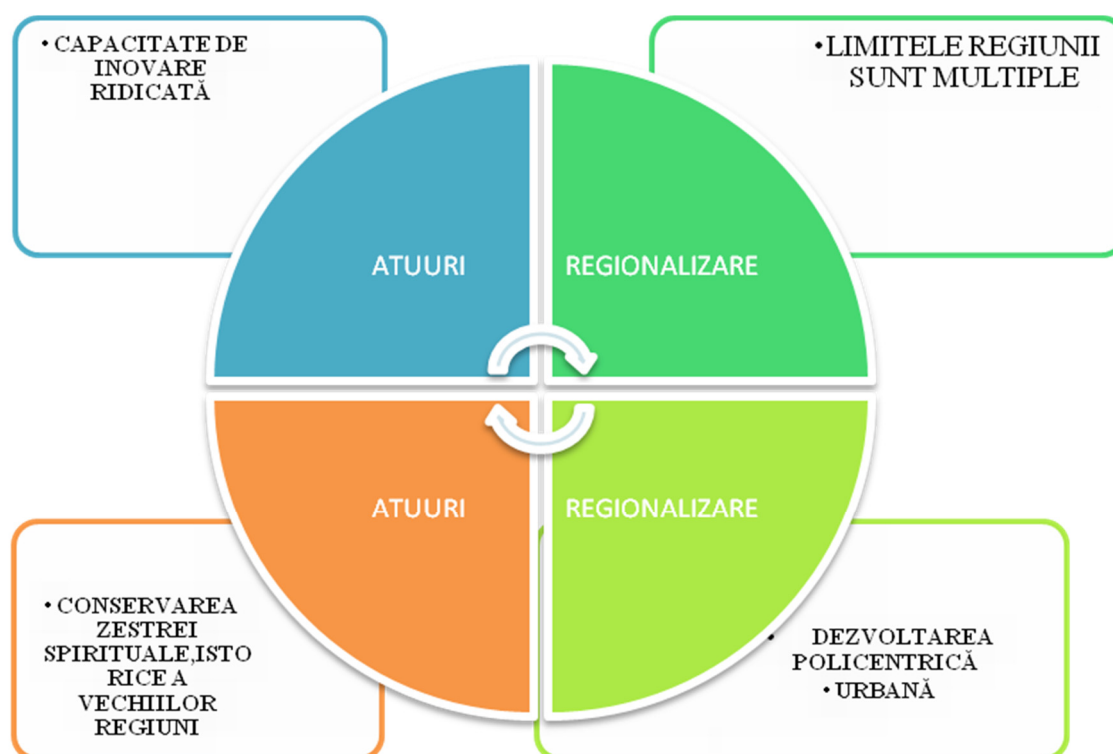 • CAPACITATE DE
INOVARE
RIDICATĂ
•LIMITELE REGIUNII
SUNT MULTIPLE
ATUURI
REGIONALIZARE
ATUURI
REGIONALIZARE
• CONSERVAREA
ZESTREI
SPIRITUALE,ISTO
RICE A
VECHIILOR
REGIUNI
• DEZVOLTAREA
POLICENTRICĂ
• URBANĂ